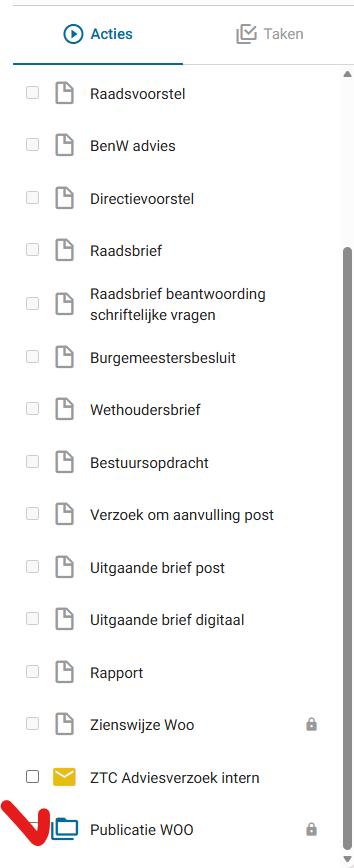 Acties
Taken
Raadsvoorstel
BenW advies
Directievoorstel
Raadsbrief
Raadsbrief beantwoording
schriftelijke vragen
Burgemeestersbesluit
Wethoudersbrief
Bestuursopdracht
Verzoek om aanvulling post
Uitgaande brief post
Uitgaande brief digitaal
Rapport
Zienswijze Woo
ZTC Adviesverzoek intern
Publicatie WOO